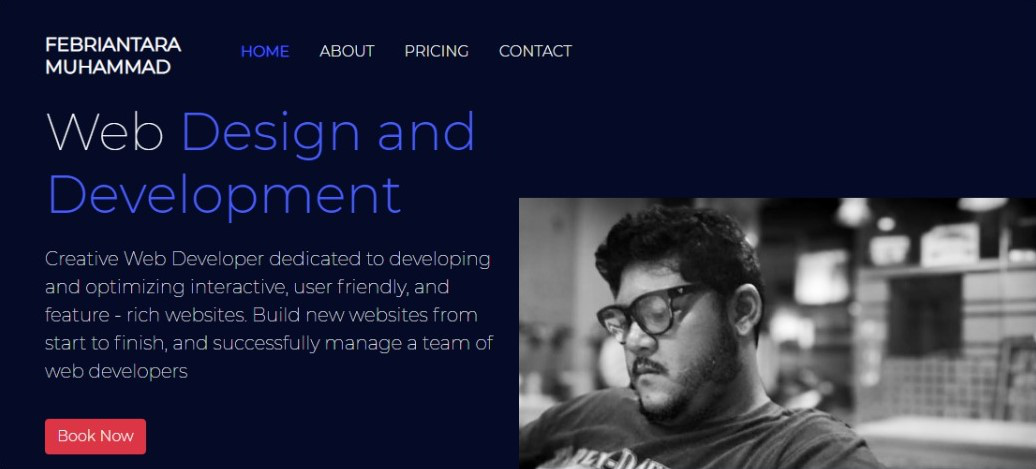 FEBRIANTARA
MUHAMMAD
HOME ABOUT PRICING CONTACT
Web Design and
Development
Creative Web Developer dedicated to developing
and optimizing interactive, user friendly, and
feature - rich websites. Build new websites from
start to finish, and successfully manage a team of
web developers
Book Now